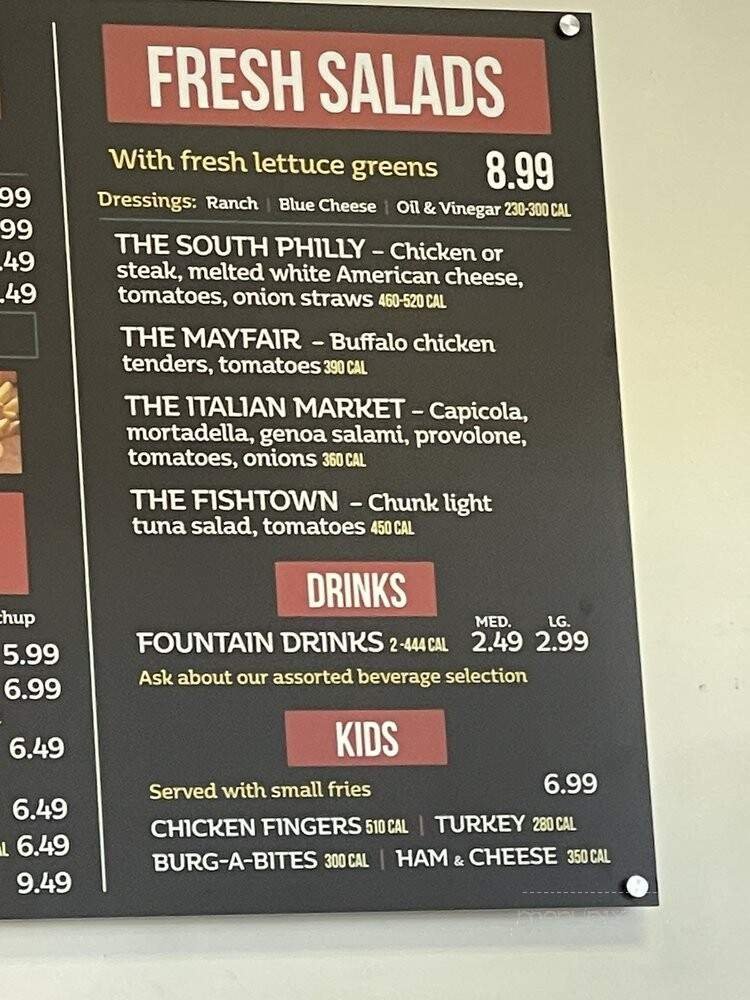 99
99
.49
.49
chup
5.99
6.99
6.49
6.49
AL 6.49
9.49
FRESH SALADS
With fresh lettuce greens 8.99
Dressings: Ranch | Blue Cheese | Oil & Vinegar 230-300 CAL
THE SOUTH PHILLY – Chicken or
steak, melted white American cheese,
tomatoes, onion straws 460-520 CAL
THE MAYFAIR – Buffalo chicken
tenders, tomatoes 390 CAL
THE ITALIAN MARKET – Capicola,
mortadella, genoa salami, provolone,
tomatoes, onions 360 CAL
THE FISHTOWN – Chunk light
tuna salad, tomatoes 450 CAL
DRINKS
MED. LG.
FOUNTAIN DRINKS 2-444 CAL 2.49 2.99
Ask about our assorted beverage selection
KIDS
Served with small fries 6.99
CHICKEN FINGERS 510 CAL | TURKEY 280 CAL
BURG-A-BITES 300 CAL | HAM & CHEESE 350 CAL